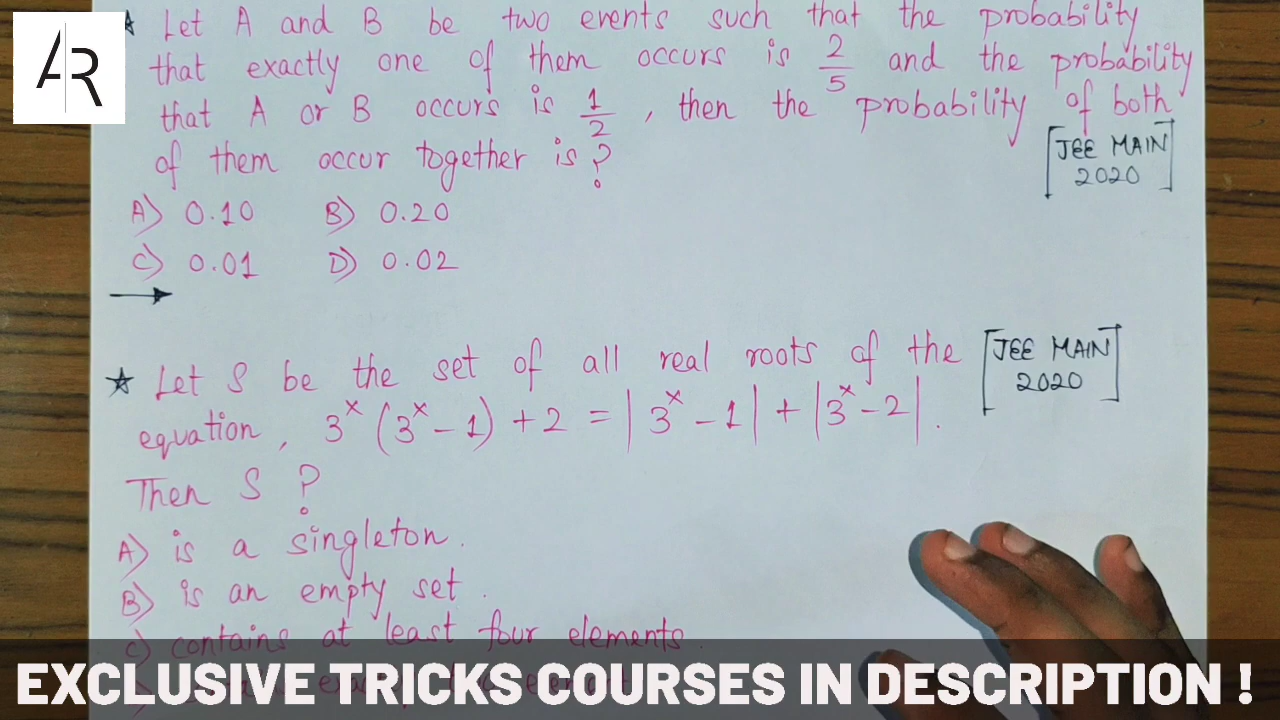 AR
★ Let A and B be two events such that the probability
that exactly one of them occurs is 2/5 and the probability
that A or B occurs is 1/2, then the probability of both
of them occur together is ?
[JEE MAIN
2020]
A) 0.10 B) 0.20
C) 0.01 D) 0.02
→
★ Let S be the set of all real roots of the
[JEE MAIN
2020]
equation, 3^x (3^x - 1) + 2 = |3^x - 1| + |3^x - 2|.
Then S ?
A) is a singleton.
B) is an empty set.
C) contains at least four elements.
EXCLUSIVE TRICKS COURSES IN DESCRIPTION !